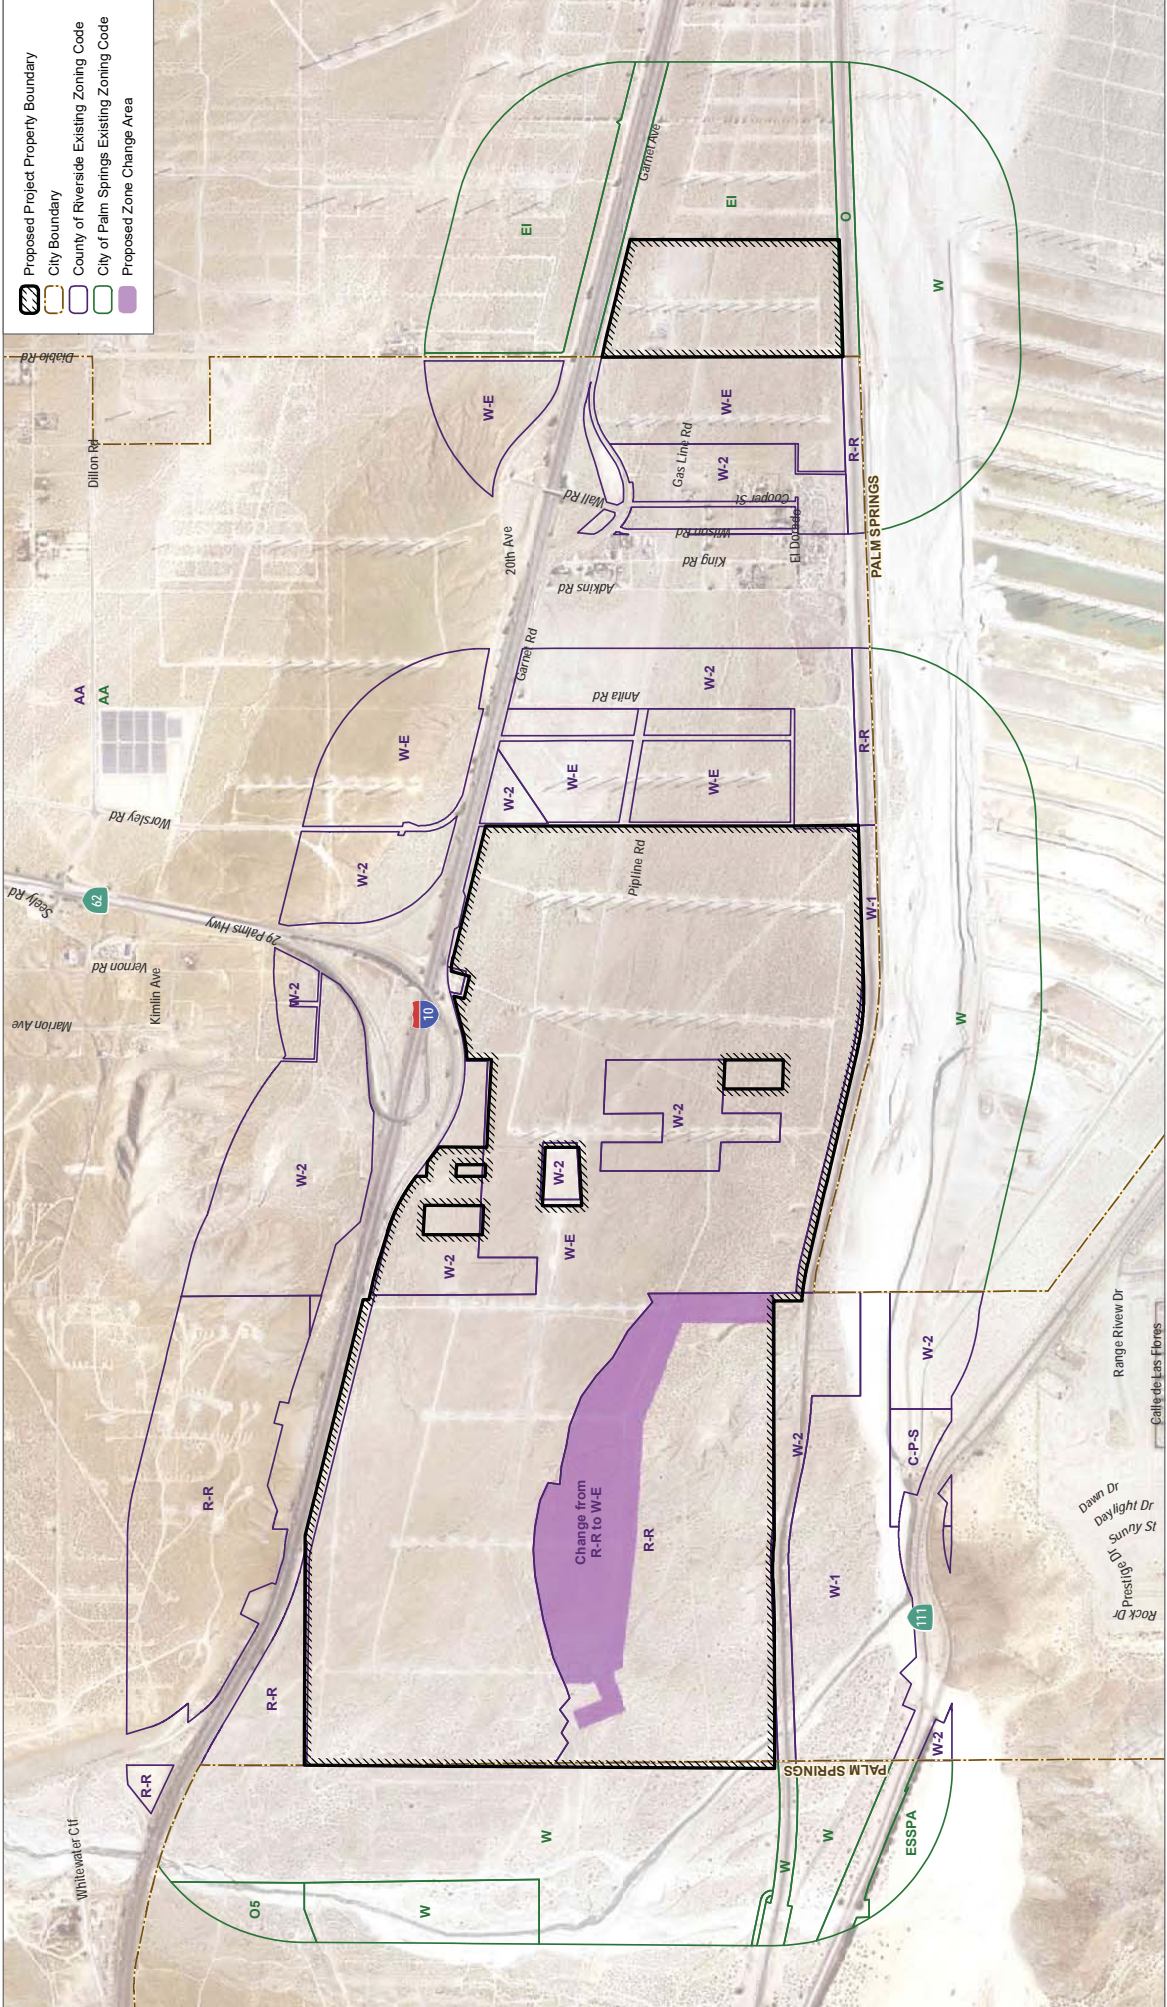 Proposed Project Property Boundary
City Boundary
County of Riverside Existing Zoning Code
City of Palm Springs Existing Zoning Code
Proposed Zone Change Area
AA
AA
Whitewater Ctf
R-R
O5
W
W
W
W
ESSPA
W-2
PALM SPRINGS
R-R
R-R
Change from
R-R to W-E
R-R
W-1
W-2
111
C-P-S
W-2
Rock Dr
Prestige Dr
Sunny St
Daylight Dr
Dawn Dr
Calle de Las Flores
Range Rivew Dr
W-2
W-2
W-E
W-2
W-2
W-2
Marion Ave
Kimlin Ave
Vernon Rd
Seely Rd
62
29 Palms Hwy
10
W-2
Worsley Rd
W-E
Pipline Rd
W-1
W
W-2
W-E
W-E
W-2
Anita Rd
Garnet Rd
R-R
20th Ave
Adkins Rd
King Rd
Wilson Rd
El Dorado
Cooper St
Wall Rd
Gas Line Rd
W-2
W-E
R-R
PALM SPRINGS
W-E
Dillon Rd
Diablo Rd
EI
EI
Garnet Ave
O
W